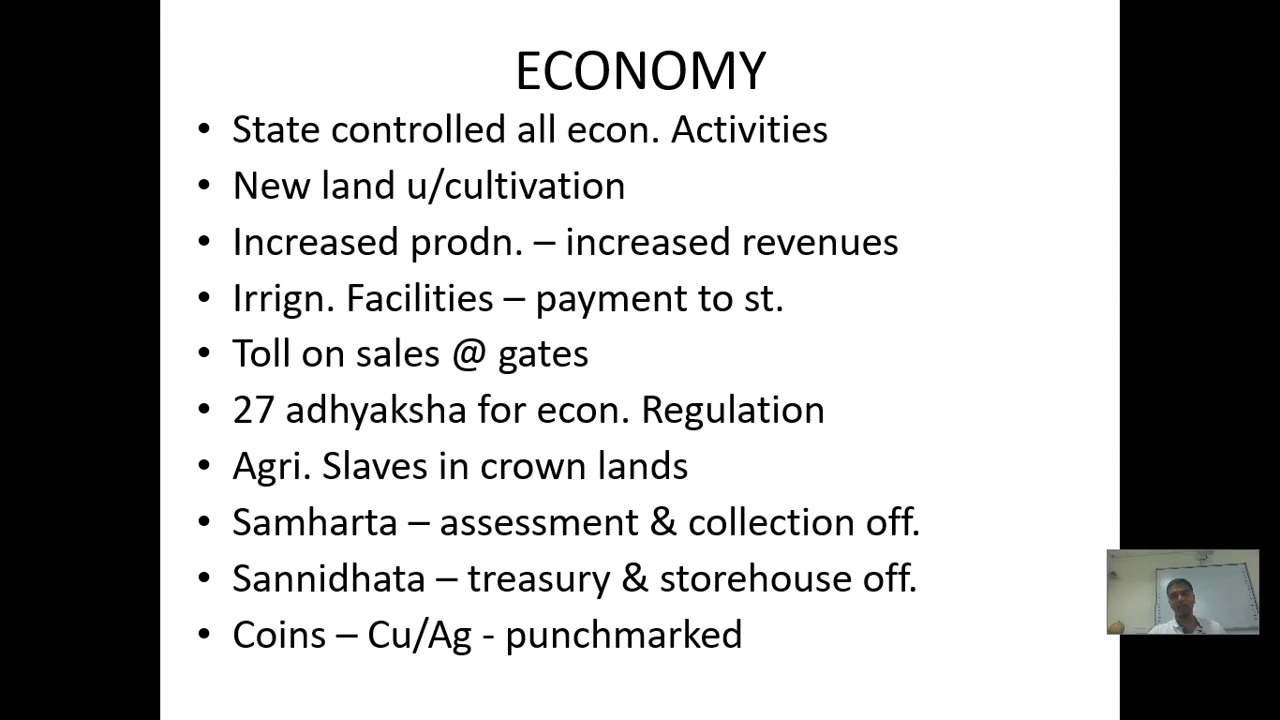 ECONOMY
• State controlled all econ. Activities
• New land u/cultivation
• Increased prodn. – increased revenues
• Irrign. Facilities – payment to st.
• Toll on sales @ gates
• 27 adhyaksha for econ. Regulation
• Agri. Slaves in crown lands
• Samharta – assessment & collection off.
• Sannidhata – treasury & storehouse off.
• Coins – Cu/Ag - punchmarked